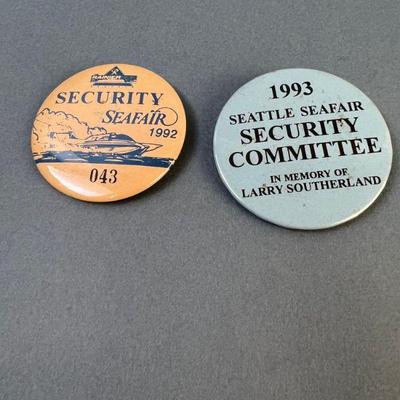 SECURITY
SEAFAIR
1992
043
1993
SEATTLE SEAFAIR
SECURITY
COMMITTEE
IN MEMORY OF
LARRY SOUTHERLAND